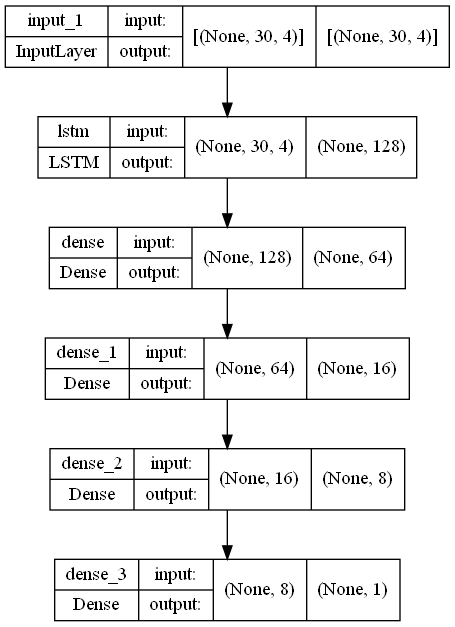 input_1 input: [(None, 30, 4)] [(None, 30, 4)]
InputLayer output:
lstm input: (None, 30, 4) (None, 128)
LSTM output:
dense input: (None, 128) (None, 64)
Dense output:
dense_1 input: (None, 64) (None, 16)
Dense output:
dense_2 input: (None, 16) (None, 8)
Dense output:
dense_3 input: (None, 8) (None, 1)
Dense output: